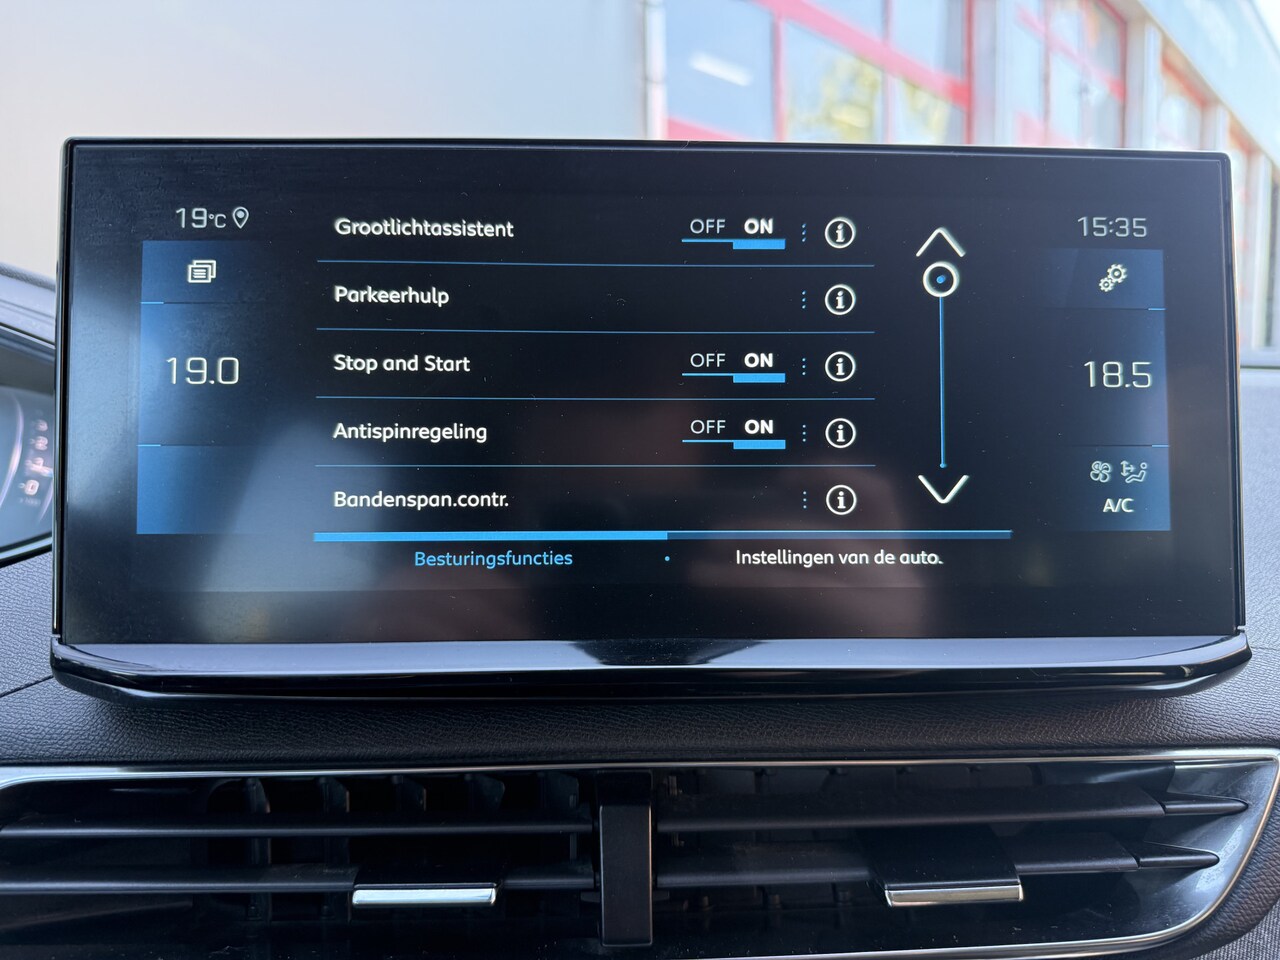 19°C
15:35
Grootlichtassistent OFF ON
Parkeerhulp
19.0
Stop and Start OFF ON
18.5
Antispinregeling OFF ON
Bandenspan.contr.
A/C
Besturingsfuncties
Instellingen van de auto.